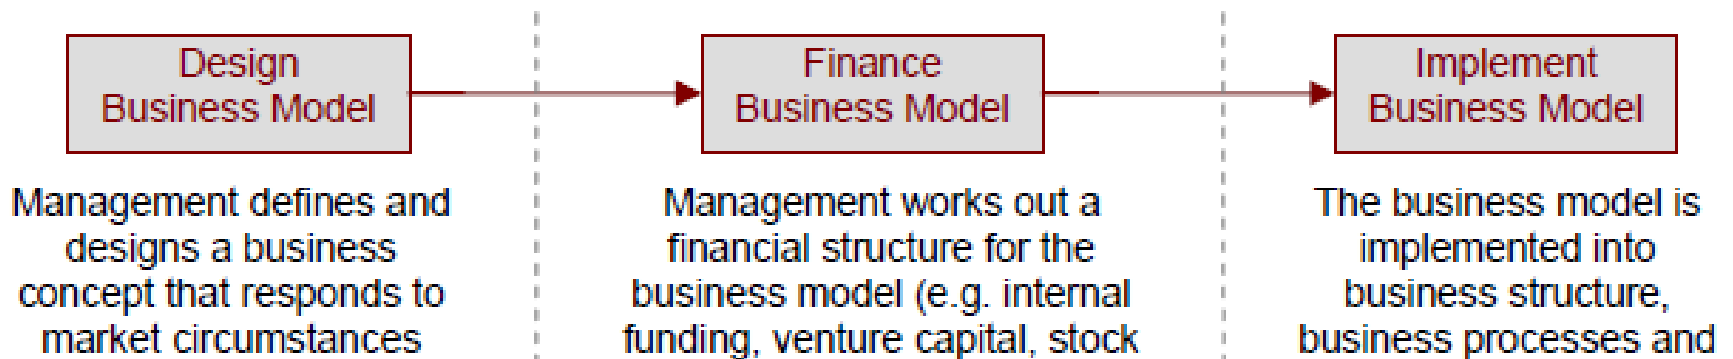 Design
Business Model
Finance
Business Model
Implement
Business Model
Management defines and
designs a business
concept that responds to
market circumstances
Management works out a
financial structure for the
business model (e.g. internal
funding, venture capital, stock
The business model is
implemented into
business structure,
business processes and